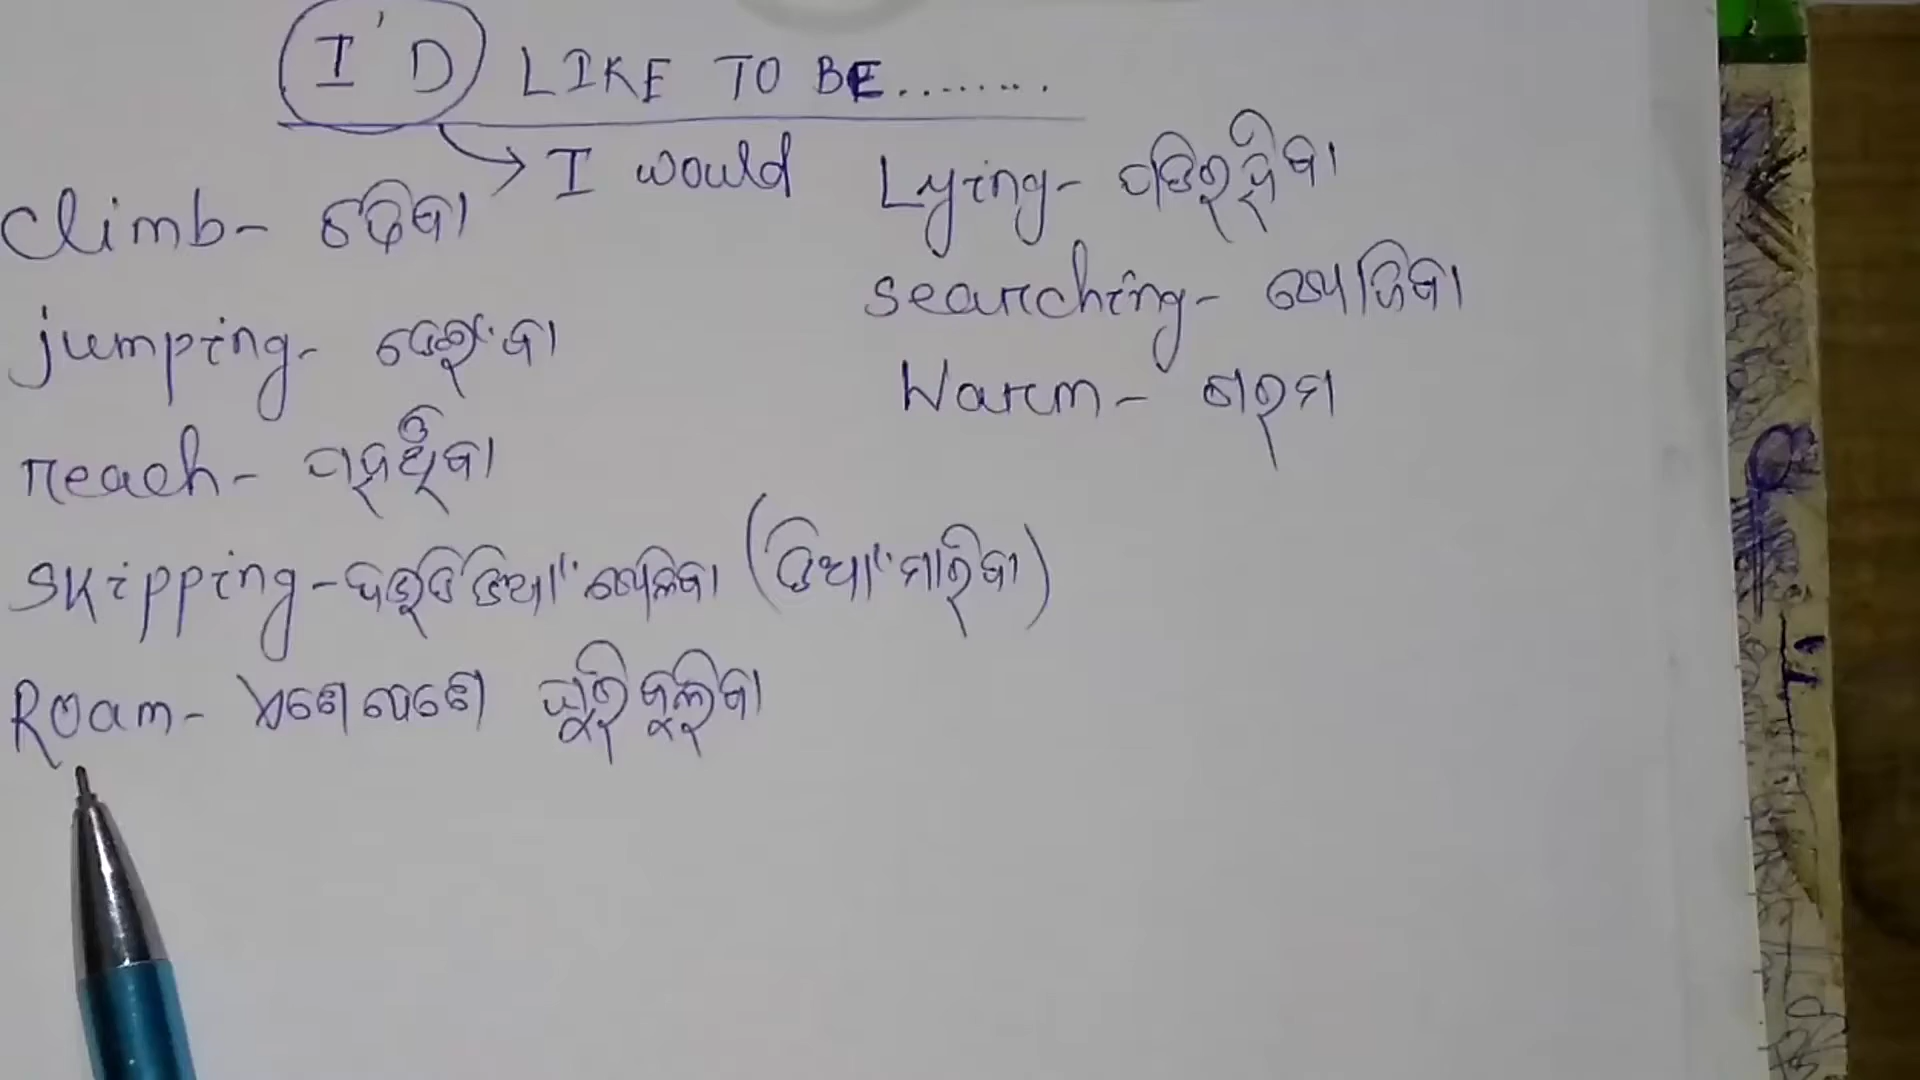 I'D LIKE TO BE........
I would
Climb- ଚଢିବା
jumping- ଡେଇଁବା
reach- ପହଞ୍ଚିବା
Skipping- ଦଉଡି ଡିଆଁ ଖେଳିବା (ଡିଆଁ ମାରିବା)
Roam- ଏଣେତେଣେ ବୁଲିବା
Lying- ପଡିରହିବା
searching- ଖୋଜିବା
Warm- ଗରମ